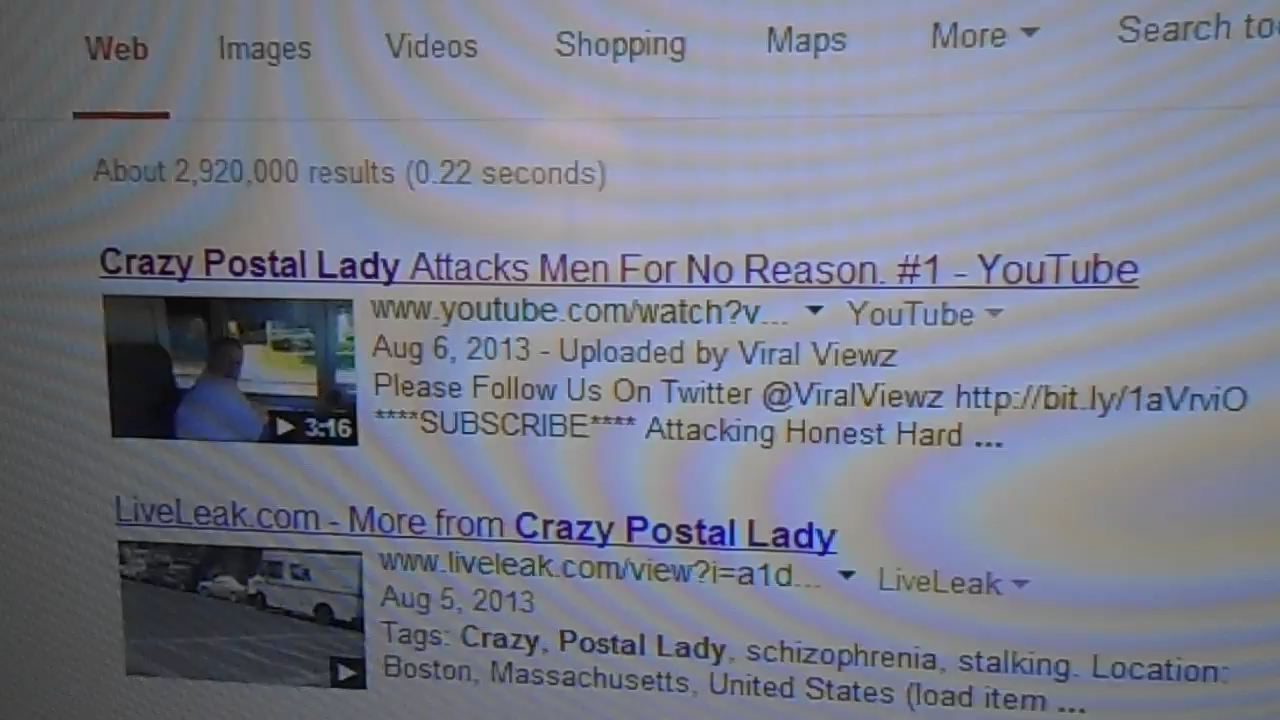 Web Images Videos Shopping Maps More Search to
About 2,920,000 results (0.22 seconds)
Crazy Postal Lady Attacks Men For No Reason. #1 - YouTube
www.youtube.com/watch?v... YouTube
Aug 6, 2013 - Uploaded by Viral Viewz
Please Follow Us On Twitter @ViralViewz http://bit.ly/1aVrviO
3:16
****SUBSCRIBE**** Attacking Honest Hard ...
LiveLeak.com - More from Crazy Postal Lady
www.liveleak.com/view?i=a1d... LiveLeak
Aug 5, 2013
Tags: Crazy, Postal Lady, schizophrenia, stalking. Location:
Boston, Massachusetts, United States (load item ...